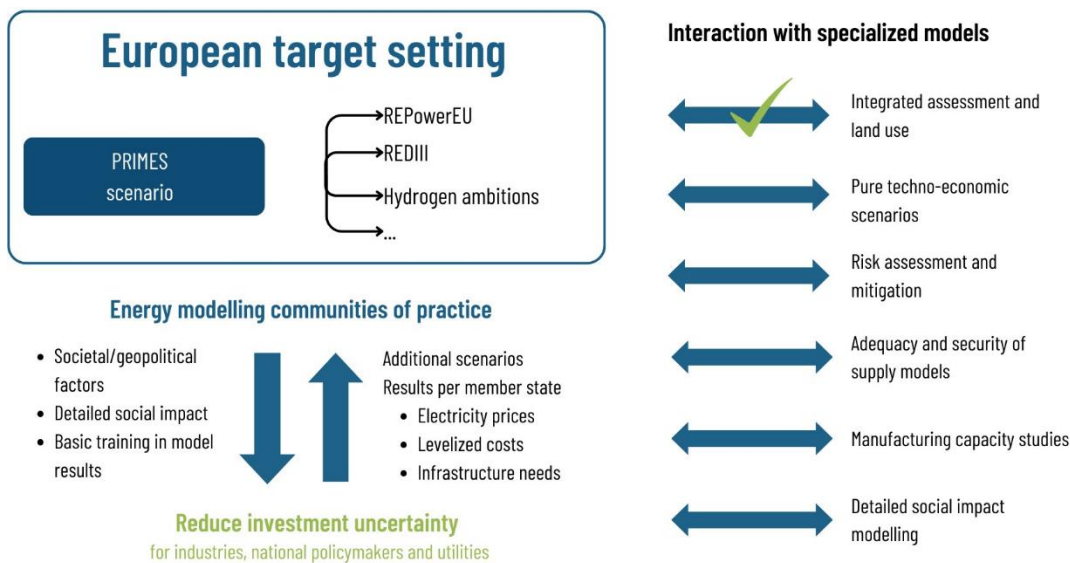 European target setting
PRIMES
scenario
REPowerEU
REDIII
Hydrogen ambitions
...
Energy modelling communities of practice
• Societal/geopolitical
factors
• Detailed social impact
• Basic training in model
results
Additional scenarios
Results per member state
• Electricity prices
• Levelized costs
• Infrastructure needs
Reduce investment uncertainty
for industries, national policymakers and utilities
Interaction with specialized models
Integrated assessment and
land use
Pure techno-economic
scenarios
Risk assessment and
mitigation
Adequacy and security of
supply models
Manufacturing capacity studies
Detailed social impact
modelling